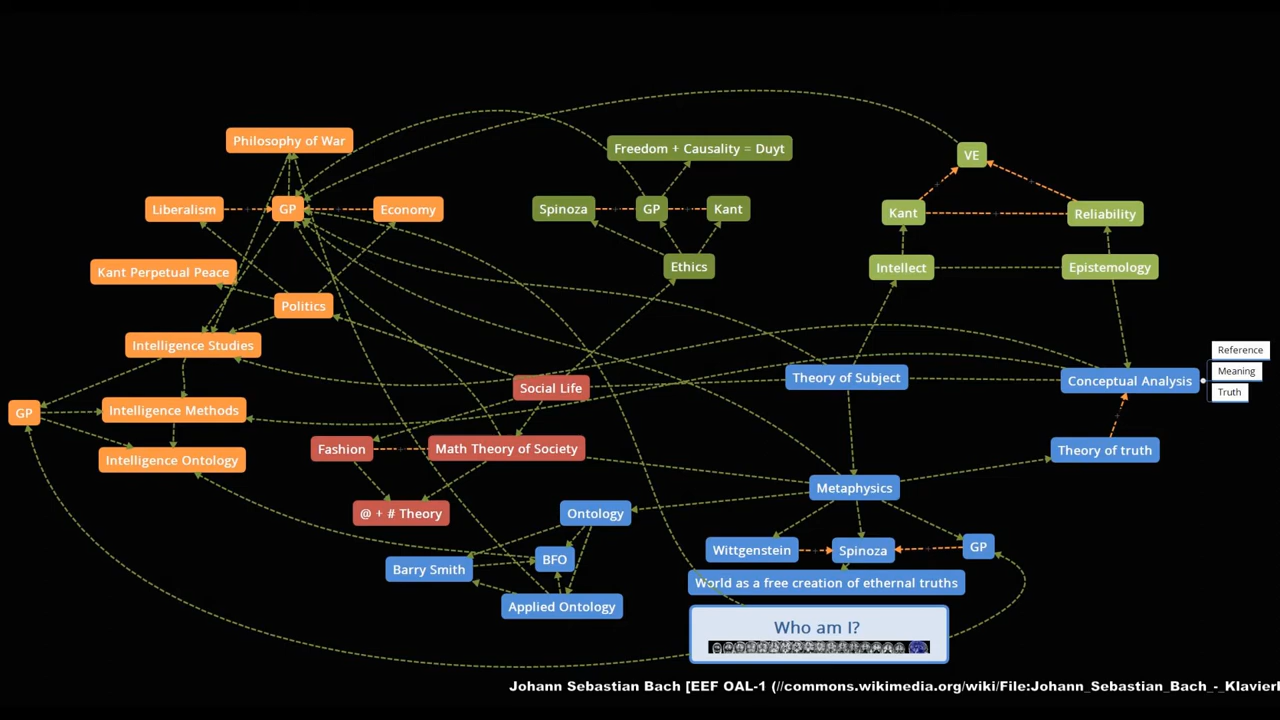 Philosophy of War
Freedom + Causality = Duyt
VE
Liberalism
GP
Economy
Spinoza
GP
Kant
Kant
Reliability
Kant Perpetual Peace
Ethics
Intellect
Epistemology
Politics
Intelligence Studies
Reference
Meaning
Truth
Social Life
Theory of Subject
Conceptual Analysis
GP
Intelligence Methods
Intelligence Ontology
Fashion
Math Theory of Society
Theory of truth
Metaphysics
@ + # Theory
Ontology
Wittgenstein
Spinoza
GP
Barry Smith
BFO
World as a free creation of ethernal truths
Applied Ontology
Who am I?
Johann Sebastian Bach [EEF OAL-1 (//commons.wikimedia.org/wiki/File:Johann_Sebastian_Bach_-_Klavier